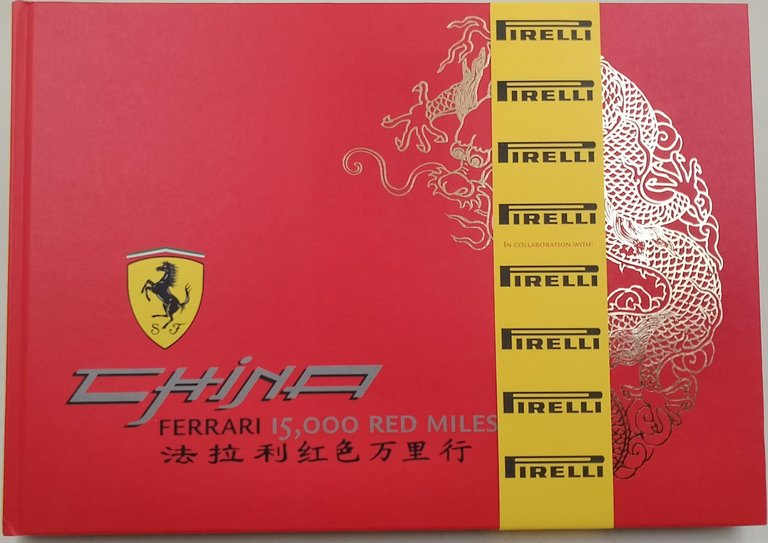 PIRELLI
PIRELLI
PIRELLI
PIRELLI
IN COLLABORATION WITH:
PIRELLI
PIRELLI
PIRELLI
PIRELLI
S F
CHINA
FERRARI 15,000 RED MILES
法拉利红色万里行